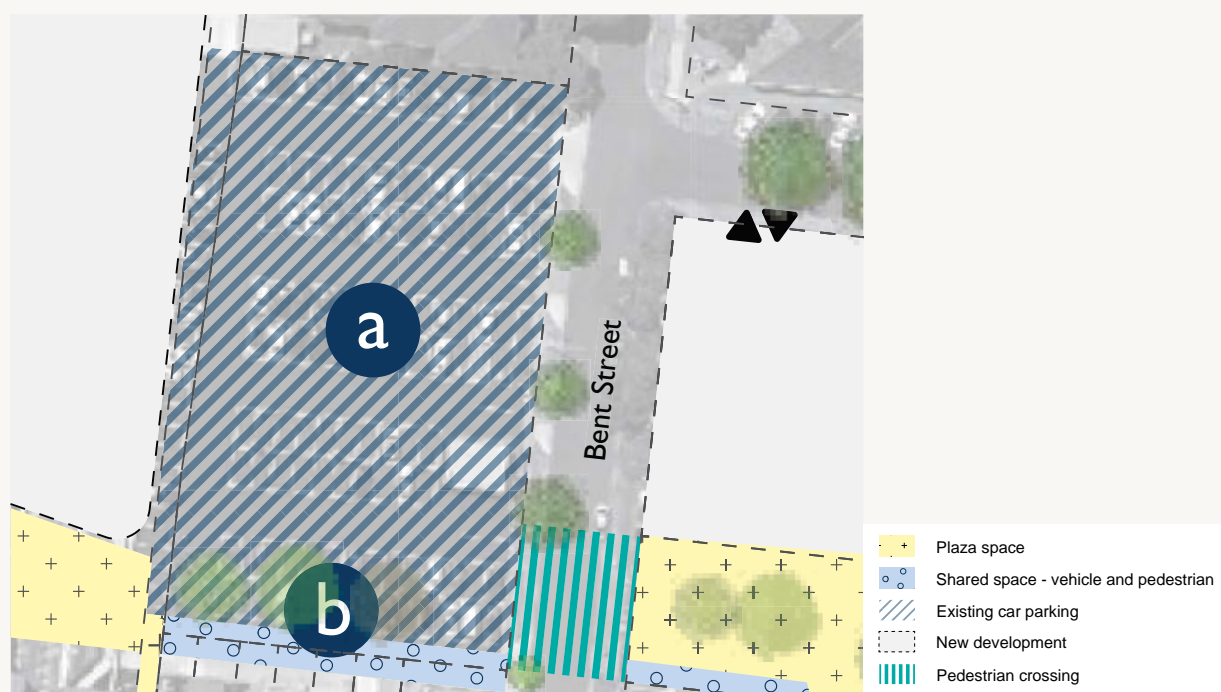 a
Bent Street
b
Plaza space
Shared space - vehicle and pedestrian
Existing car parking
New development
Pedestrian crossing